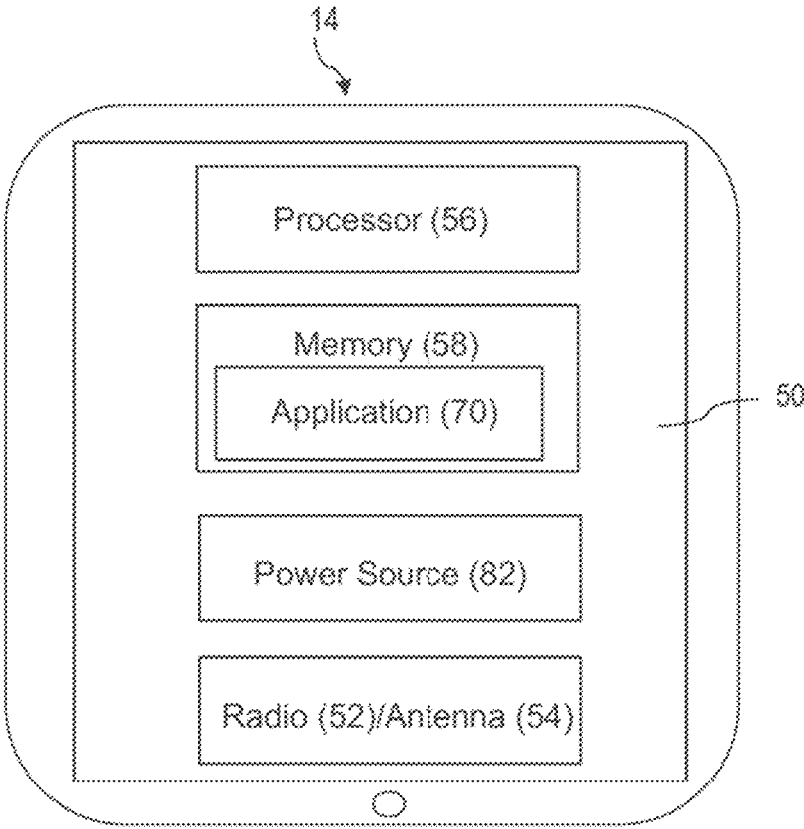 14
Processor (56)
Memory (58)
Application (70)
50
Power Source (82)
Radio (52)/Antenna (54)